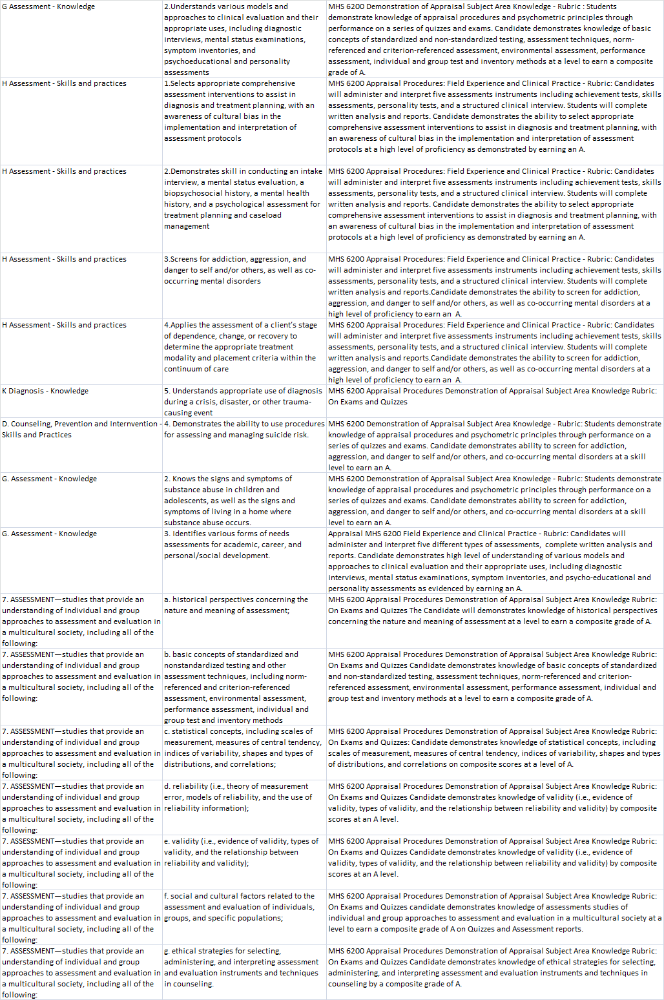 G Assessment - Knowledge
2.Understands various models and
approaches to clinical evaluation and their
appropriate uses, including diagnostic
interviews, mental status examinations,
symptom inventories, and
psychoeducational and personality
assessments
MHS 6200 Demonstration of Appraisal Subject Area Knowledge - Rubric : Students
demonstrate knowledge of appraisal procedures and psychometric principles through
performance on a series of quizzes and exams. Candidate demonstrates knowledge of basic
concepts of standardized and non-standardized testing, assessment techniques, norm-
referenced and criterion-referenced assessment, environmental assessment, performance
assessment, individual and group test and inventory methods at a level to earn a composite
grade of A.
H Assessment - Skills and practices
1.Selects appropriate comprehensive
assessment interventions to assist in
diagnosis and treatment planning, with an
awareness of cultural bias in the
implementation and interpretation of
assessment protocols
MHS 6200 Appraisal Procedures: Field Experience and Clinical Practice - Rubric: Candidates
will administer and interpret five assessments instruments including achievement tests, skills
assessments, personality tests, and a structured clinical interview. Students will complete
written analysis and reports. Candidate demonstrates the ability to select appropriate
comprehensive assessment interventions to assist in diagnosis and treatment planning, with
an awareness of cultural bias in the implementation and interpretation of assessment
protocols at a high level of proficiency as demonstrated by earning an A.
H Assessment - Skills and practices
2.Demonstrates skill in conducting an intake
interview, a mental status evaluation, a
biopsychosocial history, a mental health
history, and a psychological assessment for
treatment planning and caseload
management
MHS 6200 Appraisal Procedures: Field Experience and Clinical Practice - Rubric: Candidates
will administer and interpret five assessments instruments including achievement tests, skills
assessments, personality tests, and a structured clinical interview. Students will complete
written analysis and reports. Candidate demonstrates the ability to select appropriate
comprehensive assessment interventions to assist in diagnosis and treatment planning, with
an awareness of cultural bias in the implementation and interpretation of assessment
protocols at a high level of proficiency as demonstrated by earning an A.
H Assessment - Skills and practices
3.Screens for addiction, aggression, and
danger to self and/or others, as well as co-
occurring mental disorders
MHS 6200 Appraisal Procedures: Field Experience and Clinical Practice - Rubric: Candidates
will administer and interpret five assessments instruments including achievement tests, skills
assessments, personality tests, and a structured clinical interview. Students will complete
written analysis and reports.Candidate demonstrates the ability to screen for addiction,
aggression, and danger to self and/or others, as well as co-occurring mental disorders at a
high level of proficiency to earn an  A.
H Assessment - Skills and practices
4.Applies the assessment of a client's stage
of dependence, change, or recovery to
determine the appropriate treatment
modality and placement criteria within the
continuum of care
MHS 6200 Appraisal Procedures: Field Experience and Clinical Practice - Rubric: Candidates
will administer and interpret five assessments instruments including achievement tests, skills
assessments, personality tests, and a structured clinical interview. Students will complete
written analysis and reports.Candidate demonstrates the ability to screen for addiction,
aggression, and danger to self and/or others, as well as co-occurring mental disorders at a
high level of proficiency to earn an  A.
K Diagnosis - Knowledge
5. Understands appropriate use of diagnosis
during a crisis, disaster, or other trauma-
causing event
MHS 6200 Appraisal Procedures Demonstration of Appraisal Subject Area Knowledge Rubric:
On Exams and Quizzes
D. Counseling, Prevention and Internvention -
Skills and Practices
4. Demonstrates the ability to use procedures
for assessing and managing suicide risk.
MHS 6200 Demonstration of Appraisal Subject Area Knowledge - Rubric: Students demonstrate
knowledge of appraisal procedures and psychometric principles through performance on a
series of quizzes and exams. Candidate demonstrates ability to screen for addiction,
aggression, and danger to self and/or others, and co-occurring mental disorders at a skill
level to earn an A.
G. Assessment - Knowledge
2. Knows the signs and symptoms of
substance abuse in children and
adolescents, as well as the signs and
symptoms of living in a home where
substance abuse occurs.
MHS 6200 Demonstration of Appraisal Subject Area Knowledge - Rubric: Students demonstrate
knowledge of appraisal procedures and psychometric principles through performance on a
series of quizzes and exams. Candidate demonstrates ability to screen for addiction,
aggression, and danger to self and/or others, and co-occurring mental disorders at a skill
level to earn an A.
G. Assessment - Knowledge
3. Identifies various forms of needs
assessments for academic, career, and
personal/social development.
Appraisal MHS 6200 Field Experience and Clinical Practice - Rubric: Candidates will
administer and interpret five different types of assessments,  complete written analysis and
reports. Candidate demonstrates high level of understanding of various models and
approaches to clinical evaluation and their appropriate uses, including diagnostic
interviews, mental status examinations, symptom inventories, and psycho-educational and
personality assessments as evidenced by earning an A.
7. ASSESSMENT—studies that provide an
understanding of individual and group
approaches to assessment and evaluation in
a multicultural society, including all of the
following:
a. historical perspectives concerning the
nature and meaning of assessment;
MHS 6200 Appraisal Procedures Demonstration of Appraisal Subject Area Knowledge Rubric:
On Exams and Quizzes The Candidate will demonstrates knowledge of historical perspectives
concerning the nature and meaning of assessment at a level to earn a composite grade of A.
7. ASSESSMENT—studies that provide an
understanding of individual and group
approaches to assessment and evaluation in
a multicultural society, including all of the
following:
b. basic concepts of standardized and
nonstandardized testing and other
assessment techniques, including norm-
referenced and criterion-referenced
assessment, environmental assessment,
performance assessment, individual and
group test and inventory methods
MHS 6200 Appraisal Procedures Demonstration of Appraisal Subject Area Knowledge Rubric:
On Exams and Quizzes Candidate demonstrates knowledge of basic concepts of standardized
and non-standardized testing, assessment techniques, norm-referenced and criterion-
referenced assessment, environmental assessment, performance assessment, individual and
group test and inventory methods at a level to earn a composite grade of A.
7. ASSESSMENT—studies that provide an
understanding of individual and group
approaches to assessment and evaluation in
a multicultural society, including all of the
following:
c. statistical concepts, including scales of
measurement, measures of central tendency,
indices of variability, shapes and types of
distributions, and correlations;
MHS 6200 Appraisal Procedures Demonstration of Appraisal Subject Area Knowledge Rubric:
On Exams and Quizzes: Candidate demonstrates knowledge of statistical concepts, including
scales of measurement, measures of central tendency, indices of variability, shapes and types
of distributions, and correlations on composite scores at a level of A.
7. ASSESSMENT—studies that provide an
understanding of individual and group
approaches to assessment and evaluation in
a multicultural society, including all of the
following:
d. reliability (i.e., theory of measurement
error, models of reliability, and the use of
reliability information);
MHS 6200 Appraisal Procedures Demonstration of Appraisal Subject Area Knowledge Rubric:
On Exams and Quizzes Candidate demonstrates knowledge of validity (i.e., evidence of
validity, types of validity, and the relationship between reliability and validity) by composite
scores at an A level.
7. ASSESSMENT—studies that provide an
understanding of individual and group
approaches to assessment and evaluation in
a multicultural society, including all of the
following:
e. validity (i.e., evidence of validity, types of
validity, and the relationship between
reliability and validity);
MHS 6200 Appraisal Procedures Demonstration of Appraisal Subject Area Knowledge Rubric:
On Exams and Quizzes Candidate demonstrates knowledge of validity (i.e., evidence of
validity, types of validity, and the relationship between reliability and validity) by composite
scores at an A level.
7. ASSESSMENT—studies that provide an
understanding of individual and group
approaches to assessment and evaluation in
a multicultural society, including all of the
following:
f. social and cultural factors related to the
assessment and evaluation of individuals,
groups, and specific populations;
MHS 6200 Appraisal Procedures Demonstration of Appraisal Subject Area Knowledge Rubric:
On Exams and Quizzes candidate demonstrates knowledge of assessments studies of
individual and group approaches to assessment and evaluation in a multicultural society at a
level to earn a composite grade of A on Quizzes and Assessment reports.
7. ASSESSMENT—studies that provide an
understanding of individual and group
approaches to assessment and evaluation in
a multicultural society, including all of the
following:
g. ethical strategies for selecting,
administering, and interpreting assessment
and evaluation instruments and techniques
in counseling.
MHS 6200 Appraisal Procedures Demonstration of Appraisal Subject Area Knowledge Rubric:
On Exams and Quizzes Candidate demonstrates knowledge of ethical strategies for selecting,
administering, and interpreting assessment and evaluation instruments and techniques in
counseling by a composite grade of A.